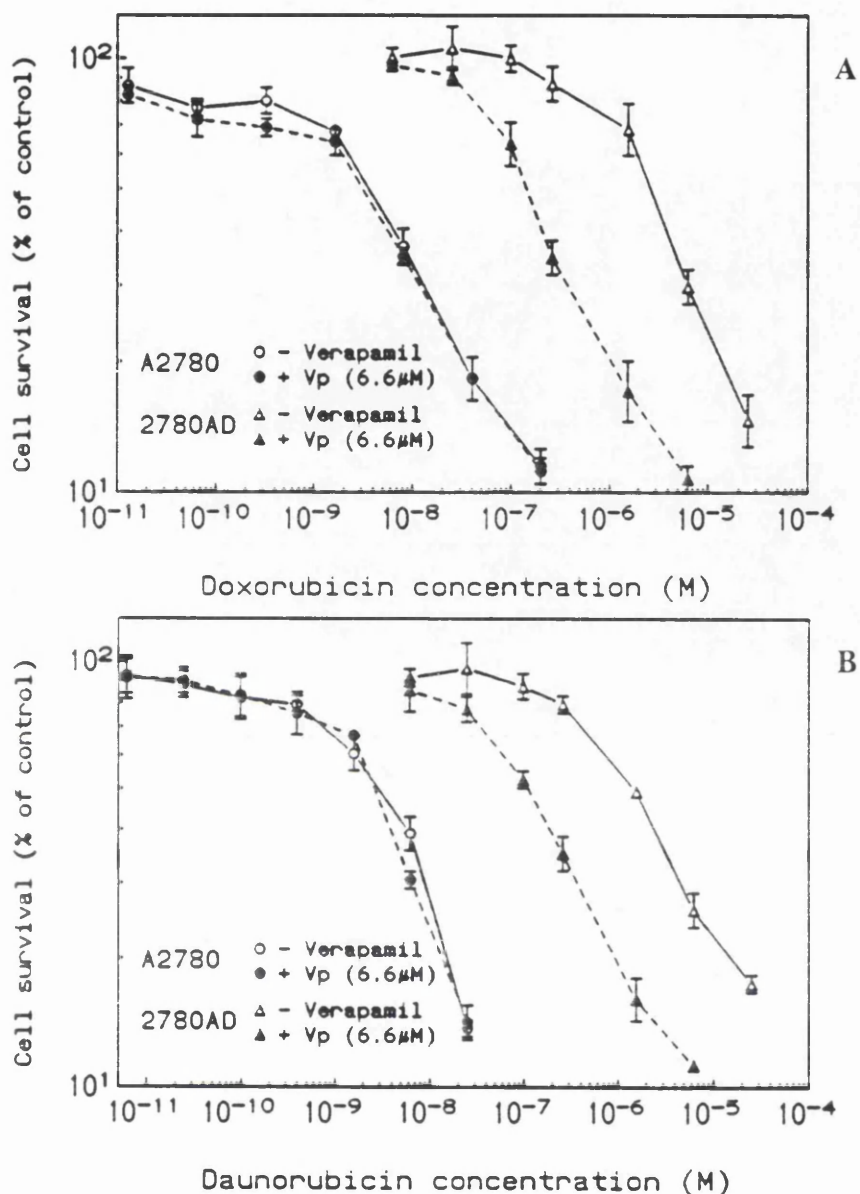 A
10²
Cell survival (% of control)
A2780 ○ - Verapamil
● + Vp (6.6µM)
2780AD △ - Verapamil
▲ + Vp (6.6µM)
10¹
10⁻¹¹ 10⁻¹⁰ 10⁻⁹ 10⁻⁸ 10⁻⁷ 10⁻⁶ 10⁻⁵ 10⁻⁴
Doxorubicin concentration (M)
B
10²
Cell survival (% of control)
A2780 ○ - Verapamil
● + Vp (6.6µM)
2780AD △ - Verapamil
▲ + Vp (6.6µM)
10¹
10⁻¹¹ 10⁻¹⁰ 10⁻⁹ 10⁻⁸ 10⁻⁷ 10⁻⁶ 10⁻⁵ 10⁻⁴
Daunorubicin concentration (M)